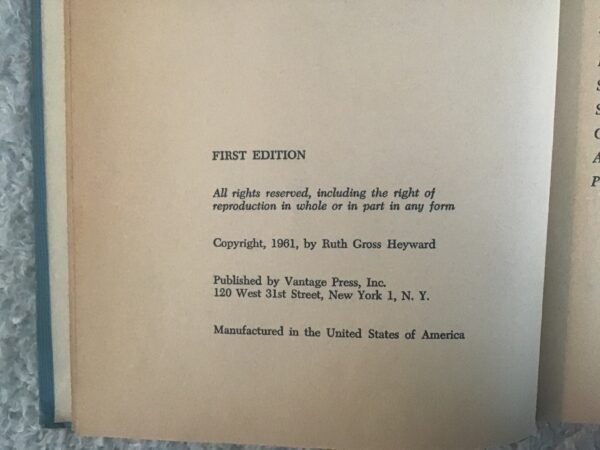 FIRST EDITION
All rights reserved, including the right of
reproduction in whole or in part in any form
Copyright, 1961, by Ruth Gross Heyward
Published by Vantage Press, Inc.
120 West 31st Street, New York 1, N. Y.
Manufactured in the United States of America